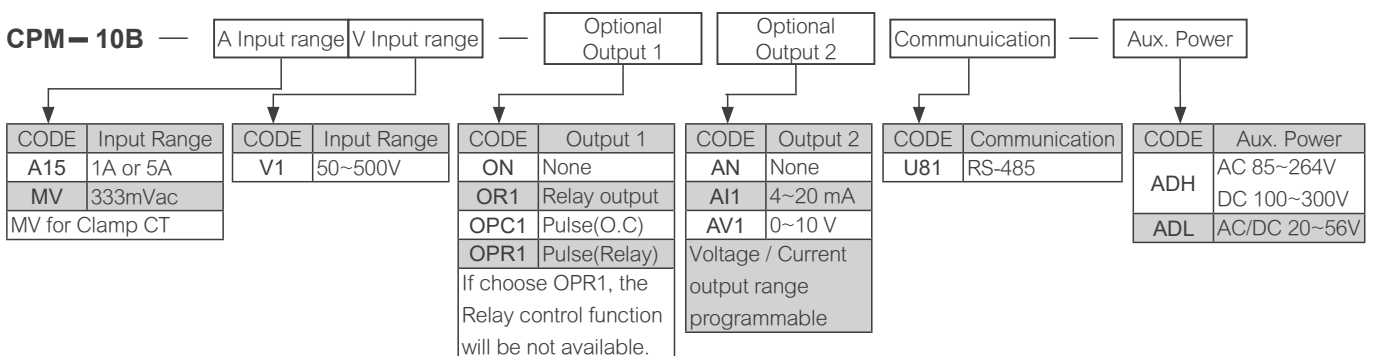 CPM - 10B — A Input range V Input range — Optional Output 1 Optional Output 2 Communuication — Aux. Power
CODE Input Range
A15 1A or 5A
MV 333mVac
MV for Clamp CT
CODE Input Range
V1 50~500V
CODE Output 1
ON None
OR1 Relay output
OPC1 Pulse(O.C)
OPR1 Pulse(Relay)
If choose OPR1, the
Relay control function
will be not available.
CODE Output 2
AN None
AI1 4~20 mA
AV1 0~10 V
Voltage / Current
output range
programmable
CODE Communication
U81 RS-485
CODE Aux. Power
ADH AC 85~264V
DC 100~300V
ADL AC/DC 20~56V